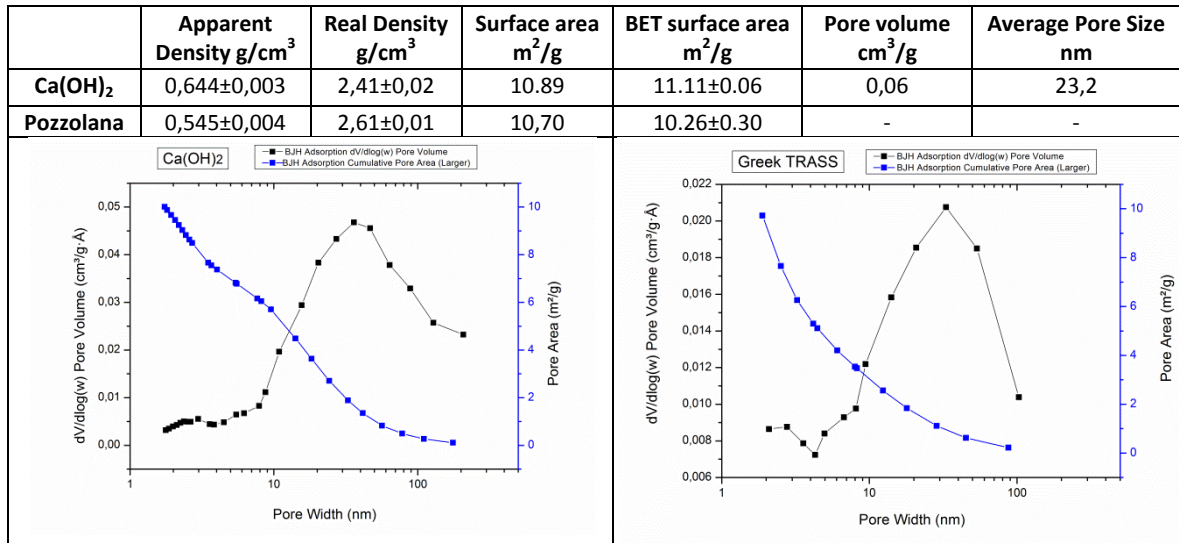 Apparent Density g/cm³ Real Density g/cm³ Surface area m²/g BET surface area m²/g Pore volume cm³/g Average Pore Size nm
Ca(OH)₂ 0,644±0,003 2,41±0,02 10.89 11.11±0.06 0,06 23,2
Pozzolana 0,545±0,004 2,61±0,01 10,70 10.26±0.30 - -
Ca(OH)2
BJH Adsorption dV/dlog(w) Pore Volume
BJH Adsorption Cumulative Pore Area (Larger)
dV/dlog(w) Pore Volume (cm³/g·Å)
0,05
0,04
0,03
0,02
0,01
0,00
10
8
6
4
2
0
Pore Area (m²/g)
1 10 100
Pore Width (nm)
Greek TRASS
BJH Adsorption dV/dlog(w) Pore Volume
BJH Adsorption Cumulative Pore Area (Larger)
dV/dlog(w) Pore Volume (cm³/g·Å)
0,022
0,020
0,018
0,016
0,014
0,012
0,010
0,008
0,006
10
8
6
4
2
0
Pore Area (m²/g)
1 10 100
Pore Width (nm)